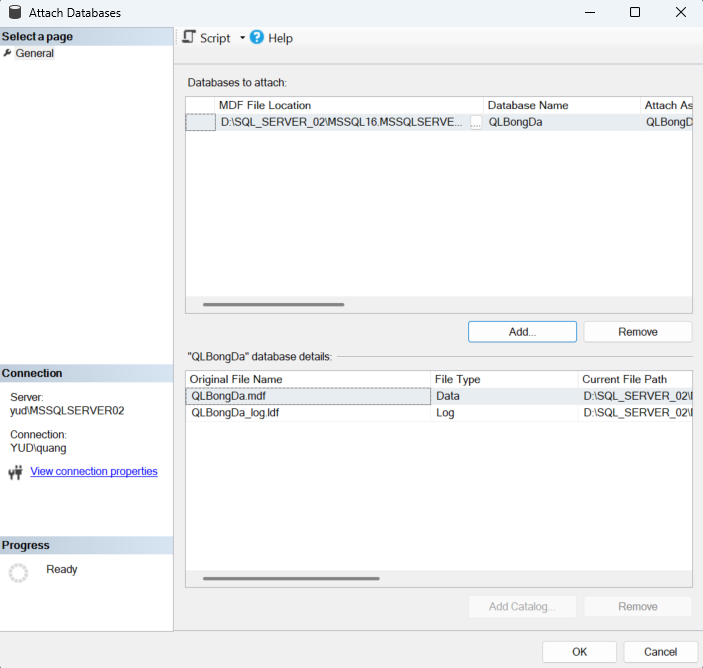 Attach Databases
Select a page
General
Script
Help
Databases to attach:
MDF File Location Database Name Attach As
D:\SQL_SERVER_02\MSSQL16.MSSQLSERVE... ... QLBongDa QLBongD
Add... Remove
"QLBongDa" database details:
Original File Name File Type Current File Path
QLBongDa.mdf Data D:\SQL_SERVER_02\
QLBongDa_log.ldf Log D:\SQL_SERVER_02\
Add Catalog... Remove
Connection
Server:
yud\MSSQLSERVER02
Connection:
YUD\quang
View connection properties
Progress
Ready
OK Cancel